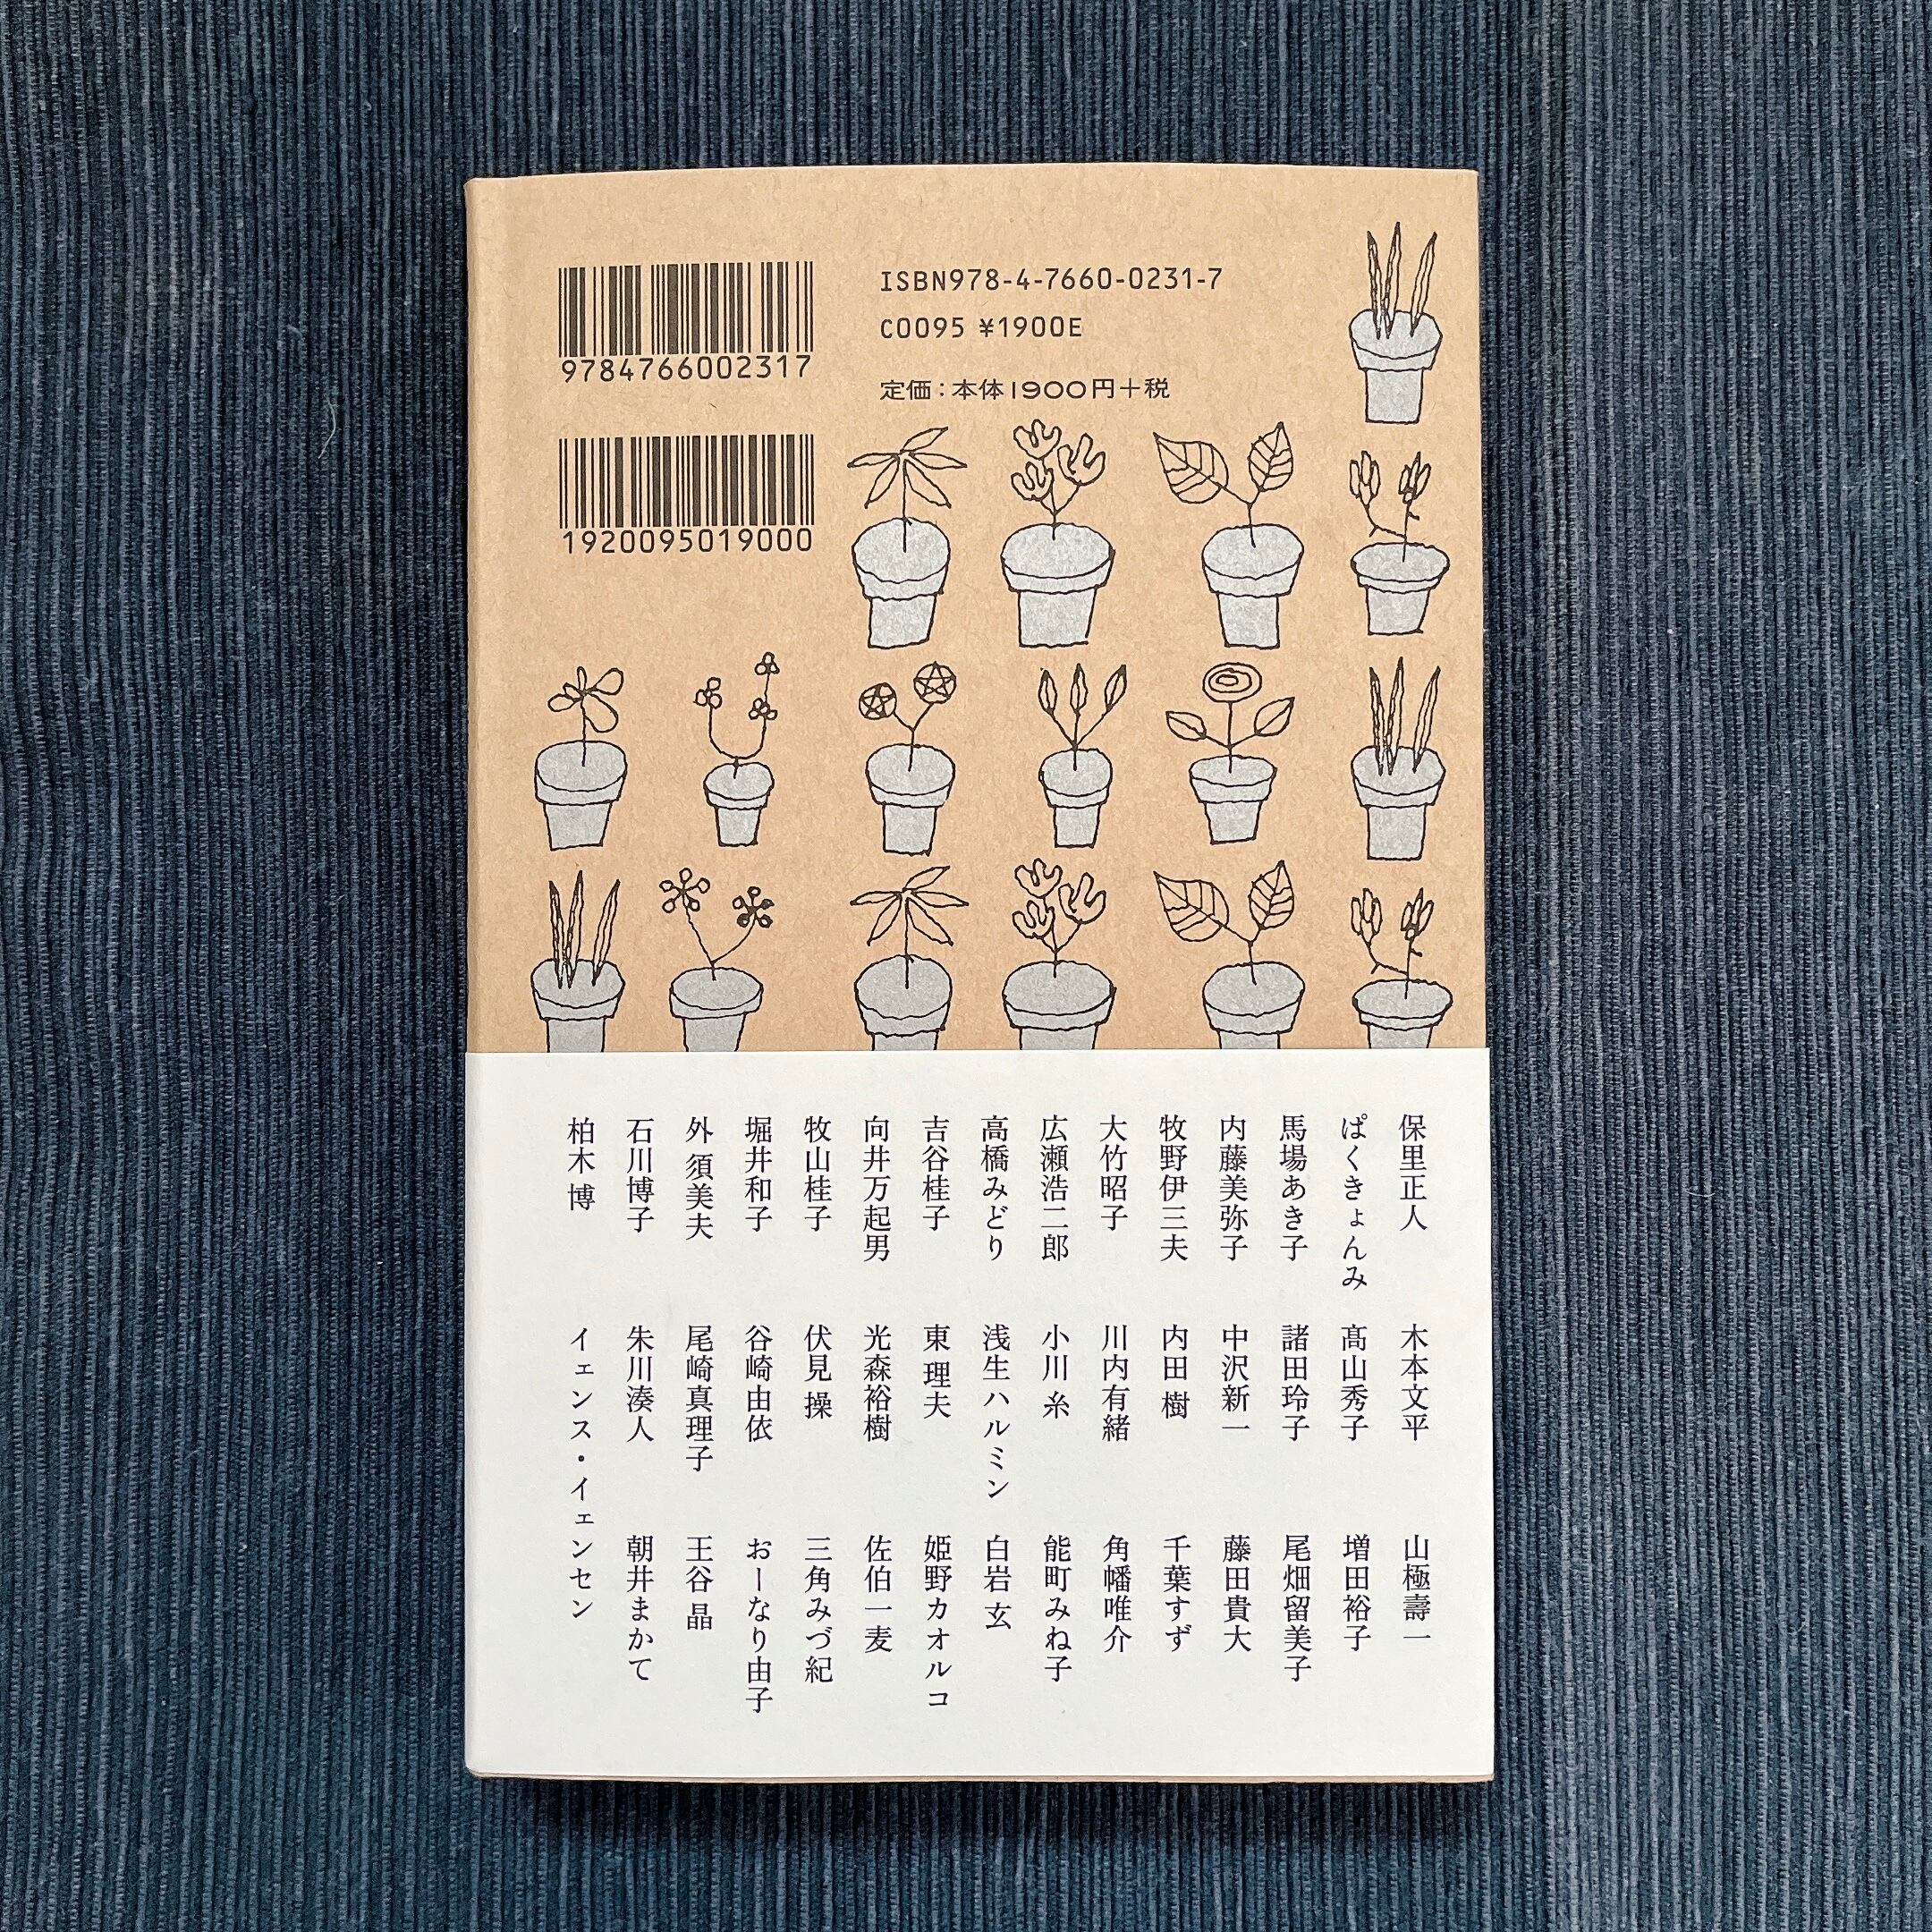 9784766002317
1920095019000
ISBN978-4-7660-0231-7
C0095 ¥1900E
定価：本体1900円＋税
保里正人
ぱくきょんみ
馬場あき子
内藤美弥子
牧野伊三夫
大竹昭子
広瀬浩二郎
高橋みどり
吉谷桂子
向井万起男
牧山桂子
堀井和子
外 須美夫
石川博子
柏木 博
木本文平
髙山秀子
諸田玲子
中沢新一
内田 樹
川内有緒
小川 糸
浅生ハルミン
東 理夫
光森裕樹
伏見 操
谷崎由依
尾崎真理子
朱川湊人
イェンス・イェンセン
山極壽一
増田裕子
尾畑留美子
藤田貴大
千葉すず
角幡唯介
能町みね子
白岩 玄
姫野カオルコ
佐伯一麦
三角みづ紀
おーなり由子
王谷 晶
朝井まかて